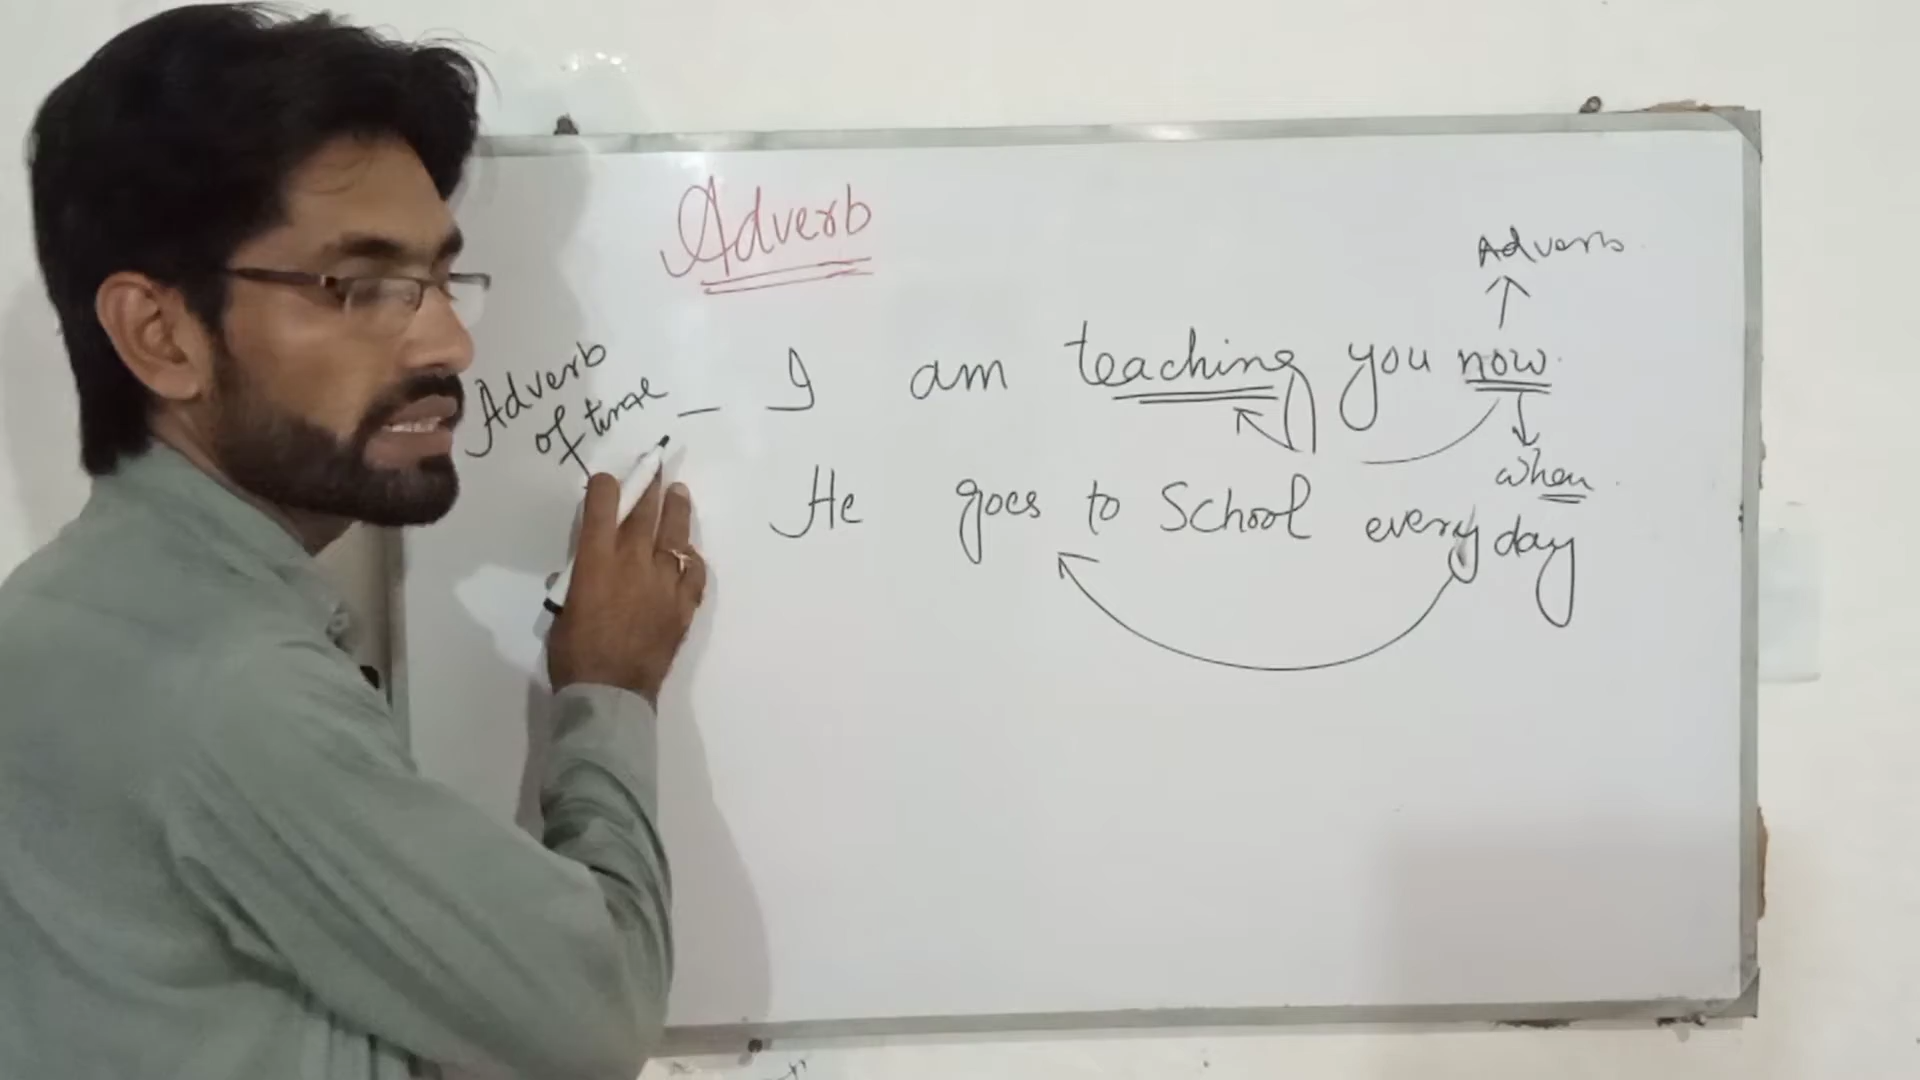 Adverb
Adverb
Adverb
of time
I am teaching you now.
when
He goes to School every day